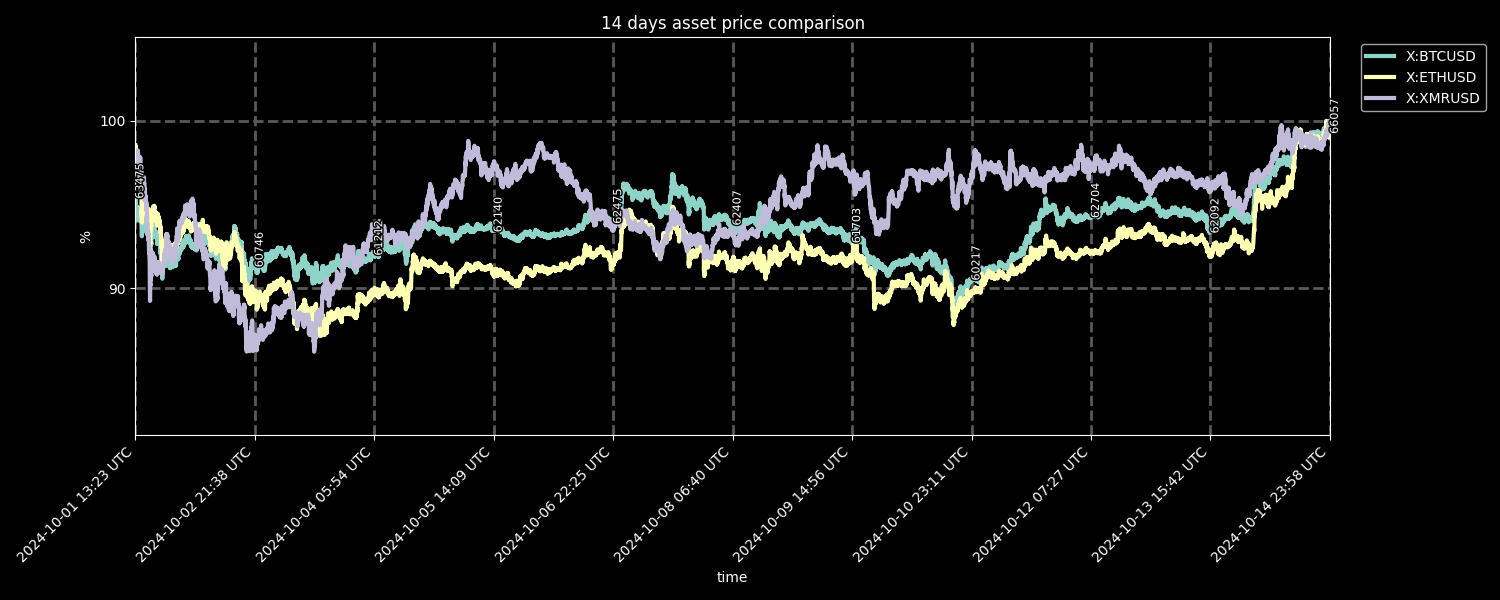 14 days asset price comparison
X:BTCUSD
X:ETHUSD
X:XMRUSD
%
100
90
63475
60746
61212
62140
62475
62407
61703
60217
62704
62092
66057
2024-10-01 13:23 UTC
2024-10-02 21:38 UTC
2024-10-04 05:54 UTC
2024-10-05 14:09 UTC
2024-10-06 22:25 UTC
2024-10-08 06:40 UTC
2024-10-09 14:56 UTC
2024-10-10 23:11 UTC
2024-10-12 07:27 UTC
2024-10-13 15:42 UTC
2024-10-14 23:58 UTC
time